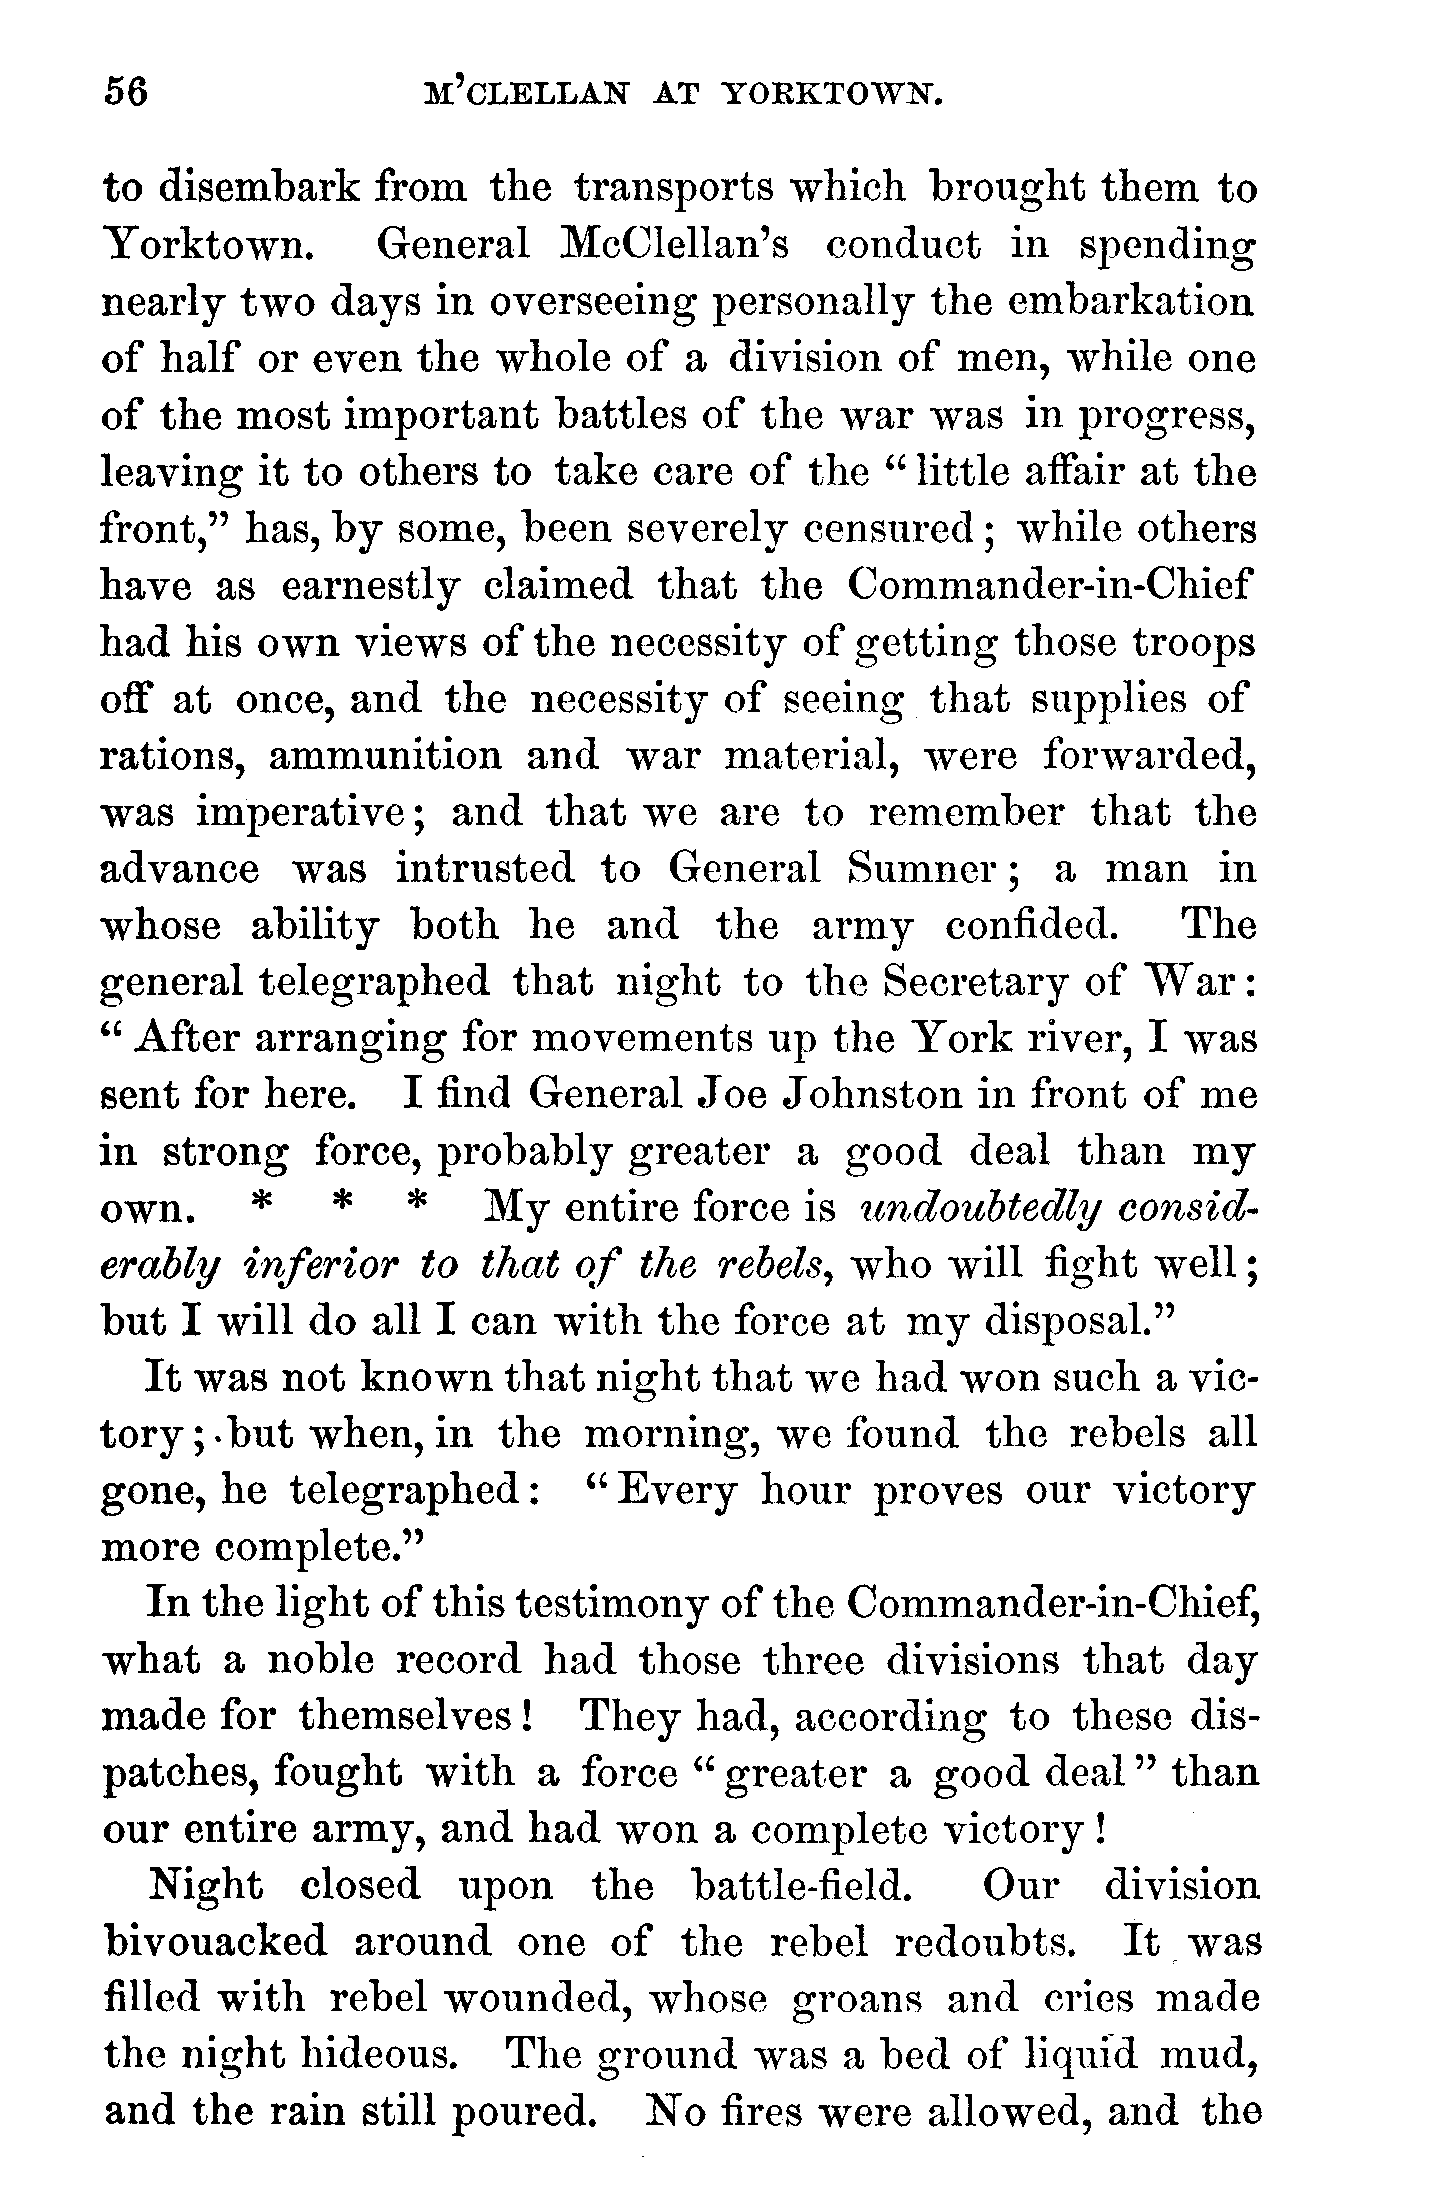 56 M’CLELLAN AT YORKTOWN.
to disembark from the transports which brought them to
Yorktown. General McClellan’s conduct in spending
nearly two days in overseeing personally the embarkation
of half or even the whole of a division of men, while one
of the most important battles of the war was in progress,
leaving it to others to take care of the “ little affair at the
front,” has, by some, been severely censured ; while others
have as earnestly claimed that the Commander-in-Chief
had his own views of the necessity of getting those troops
off at once, and the necessity of seeing that supplies of
rations, ammunition and war material, were forwarded,
was imperative ; and that we are to remember that the
advance was intrusted to General Sumner ; a man in
whose ability both he and the army confided. The
general telegraphed that night to the Secretary of War :
“ After arranging for movements up the York river, I was
sent for here. I find General Joe Johnston in front of me
in strong force, probably greater a good deal than my
own. * * * My entire force is undoubtedly consid-
erably inferior to that of the rebels, who will fight well ;
but I will do all I can with the force at my disposal.”
It was not known that night that we had won such a vic-
tory ; but when, in the morning, we found the rebels all
gone, he telegraphed : “ Every hour proves our victory
more complete.”
In the light of this testimony of the Commander-in-Chief,
what a noble record had those three divisions that day
made for themselves ! They had, according to these dis-
patches, fought with a force “ greater a good deal ” than
our entire army, and had won a complete victory !
Night closed upon the battle-field. Our division
bivouacked around one of the rebel redoubts. It was
filled with rebel wounded, whose groans and cries made
the night hideous. The ground was a bed of liquid mud,
and the rain still poured. No fires were allowed, and the